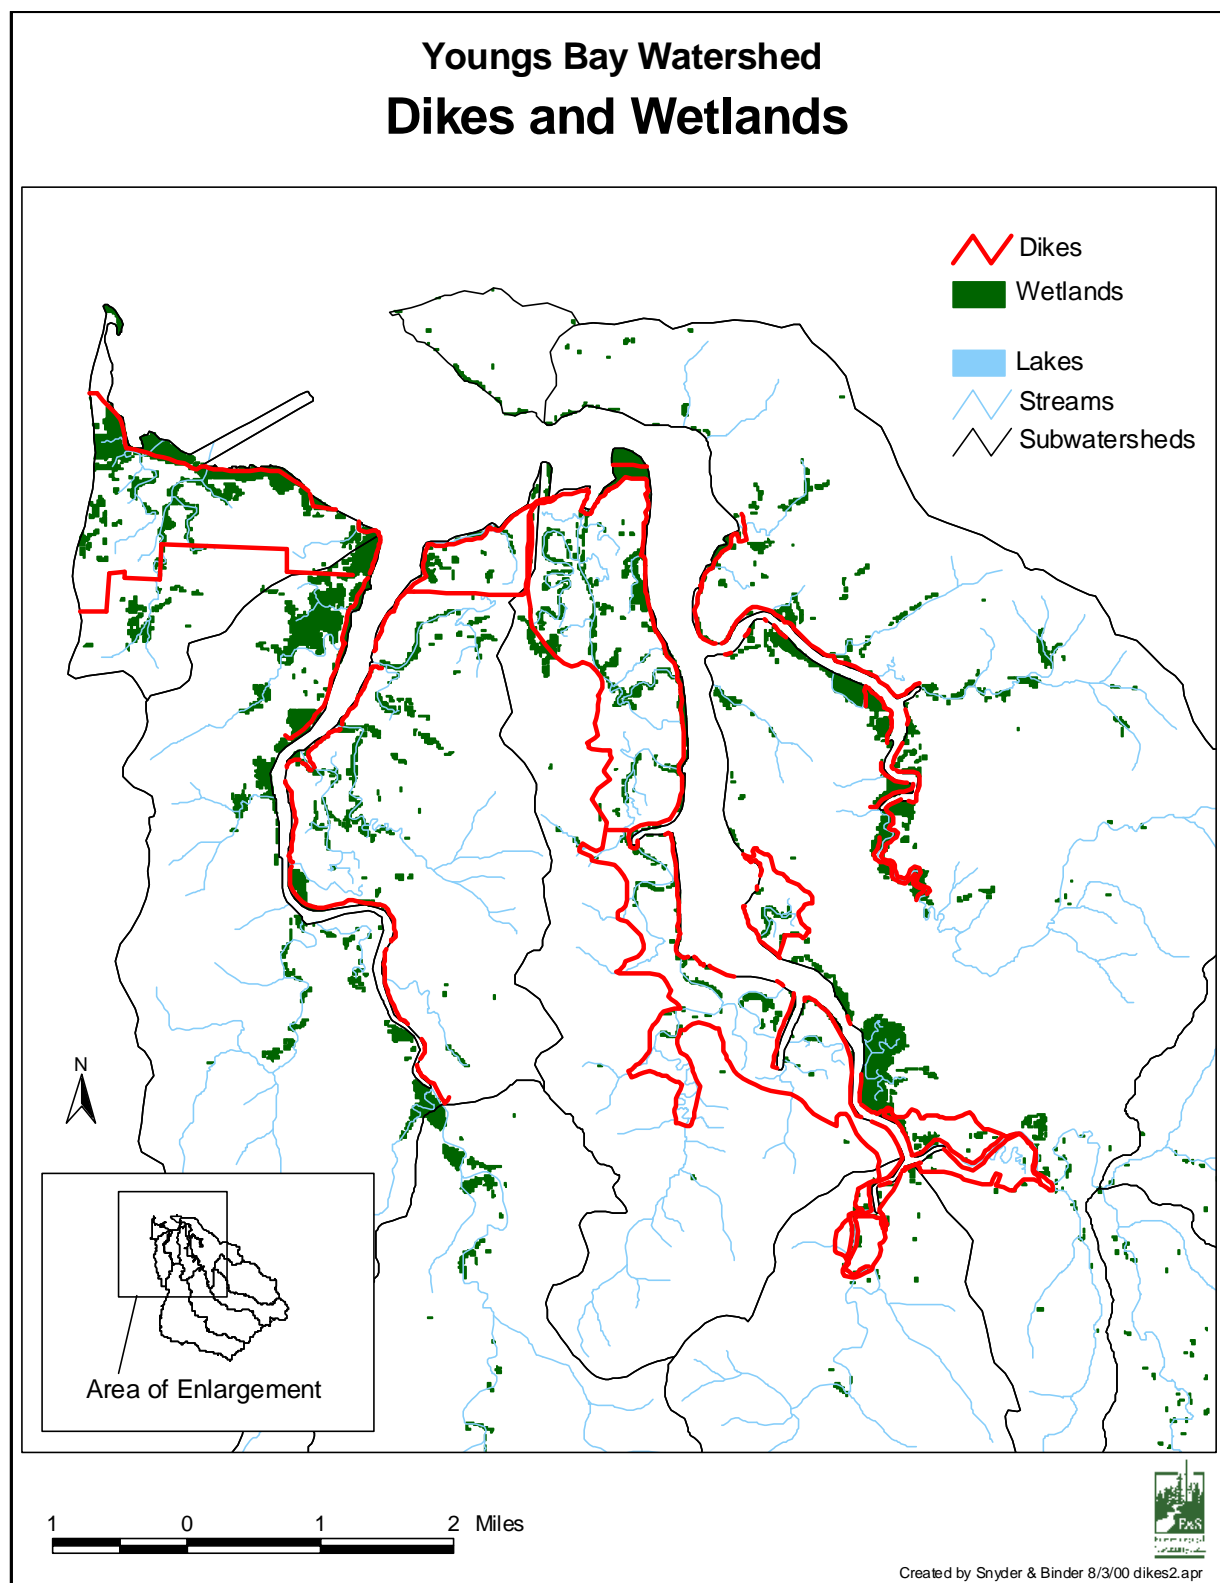 Youngs Bay Watershed
Dikes and Wetlands
Dikes
Wetlands
Lakes
Streams
Subwatersheds
N
Area of Enlargement
1 0 1 2 Miles
E&S
Created by Snyder & Binder 8/3/00 dikes2.apr